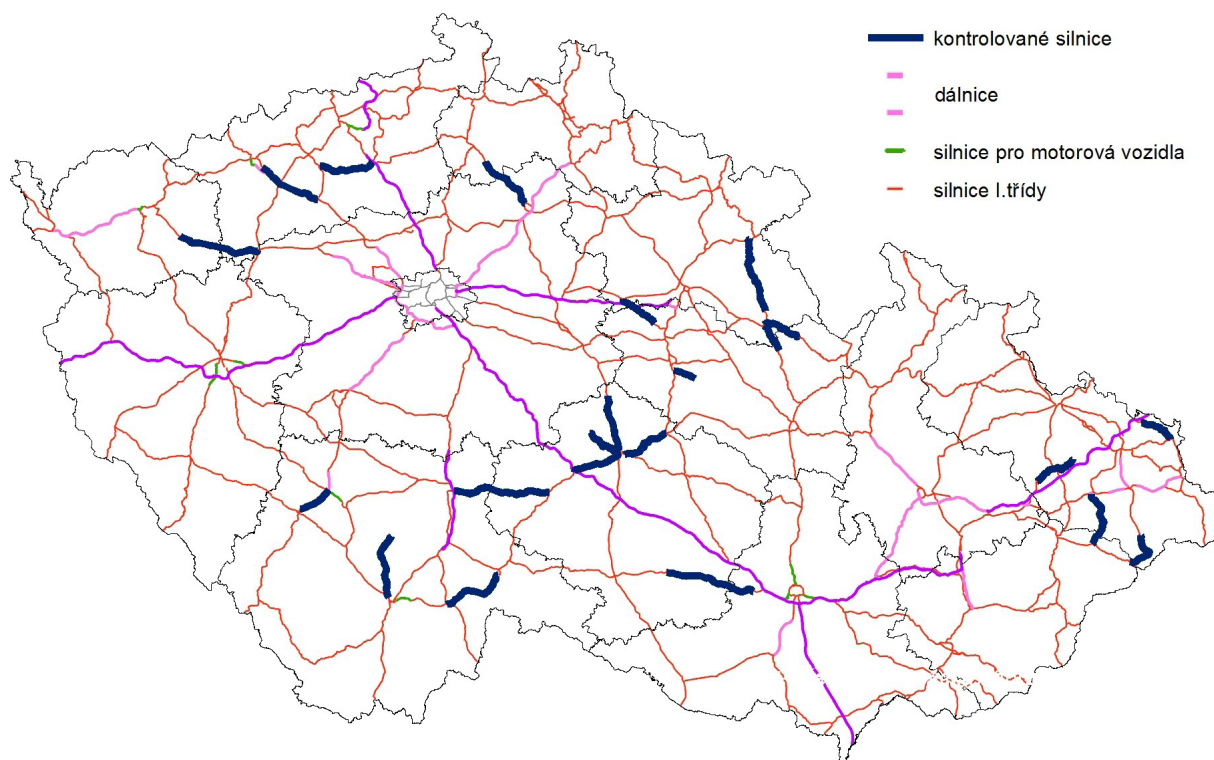 kontrolované silnice
dálnice
silnice pro motorová vozidla
silnice I.třídy